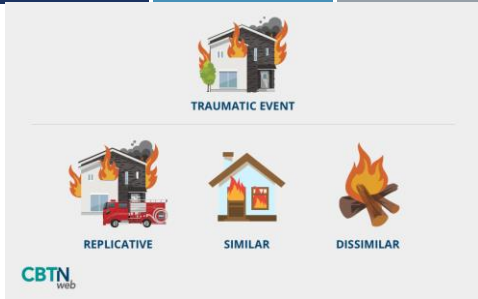 TRAUMATIC EVENT
REPLICATIVE
SIMILAR
DISSIMILAR
CBTN
web